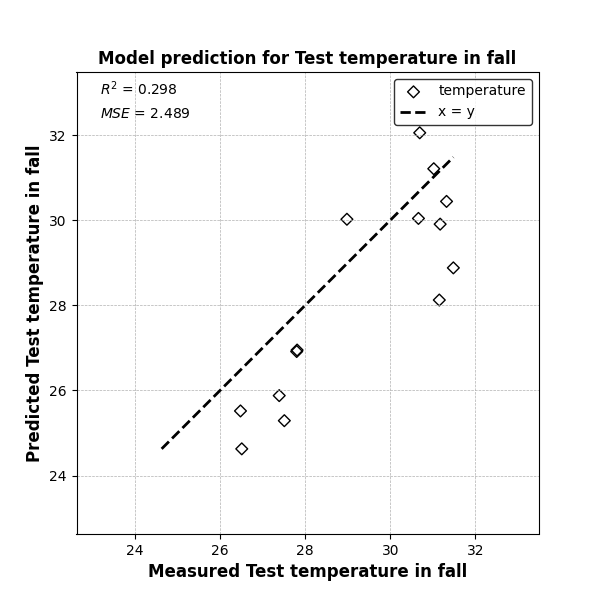 Model prediction for Test temperature in fall
R² = 0.298
MSE = 2.489
temperature
x = y
32
30
28
26
24
Predicted Test temperature in fall
24 26 28 30 32
Measured Test temperature in fall